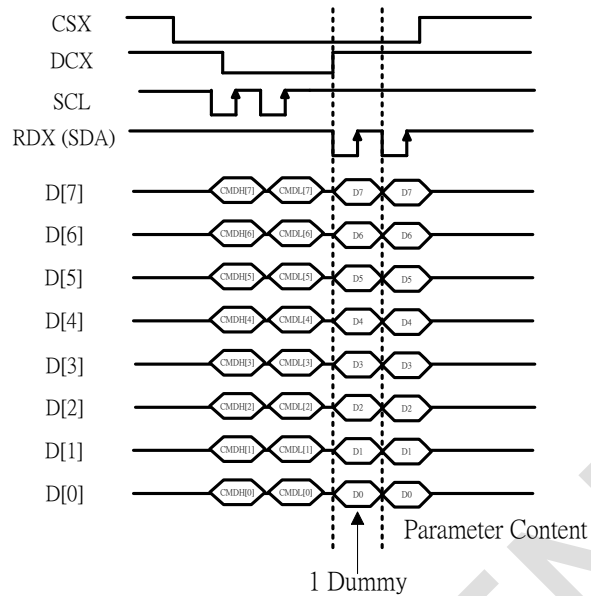 CSX
DCX
SCL
RDX (SDA)
D[7] CMDH[7] CMDL[7] D7 D7
D[6] CMDH[6] CMDL[6] D6 D6
D[5] CMDH[5] CMDL[5] D5 D5
D[4] CMDH[4] CMDL[4] D4 D4
D[3] CMDH[3] CMDL[3] D3 D3
D[2] CMDH[2] CMDL[2] D2 D2
D[1] CMDH[1] CMDL[1] D1 D1
D[0] CMDH[0] CMDL[0] D0 D0
Parameter Content
1 Dummy